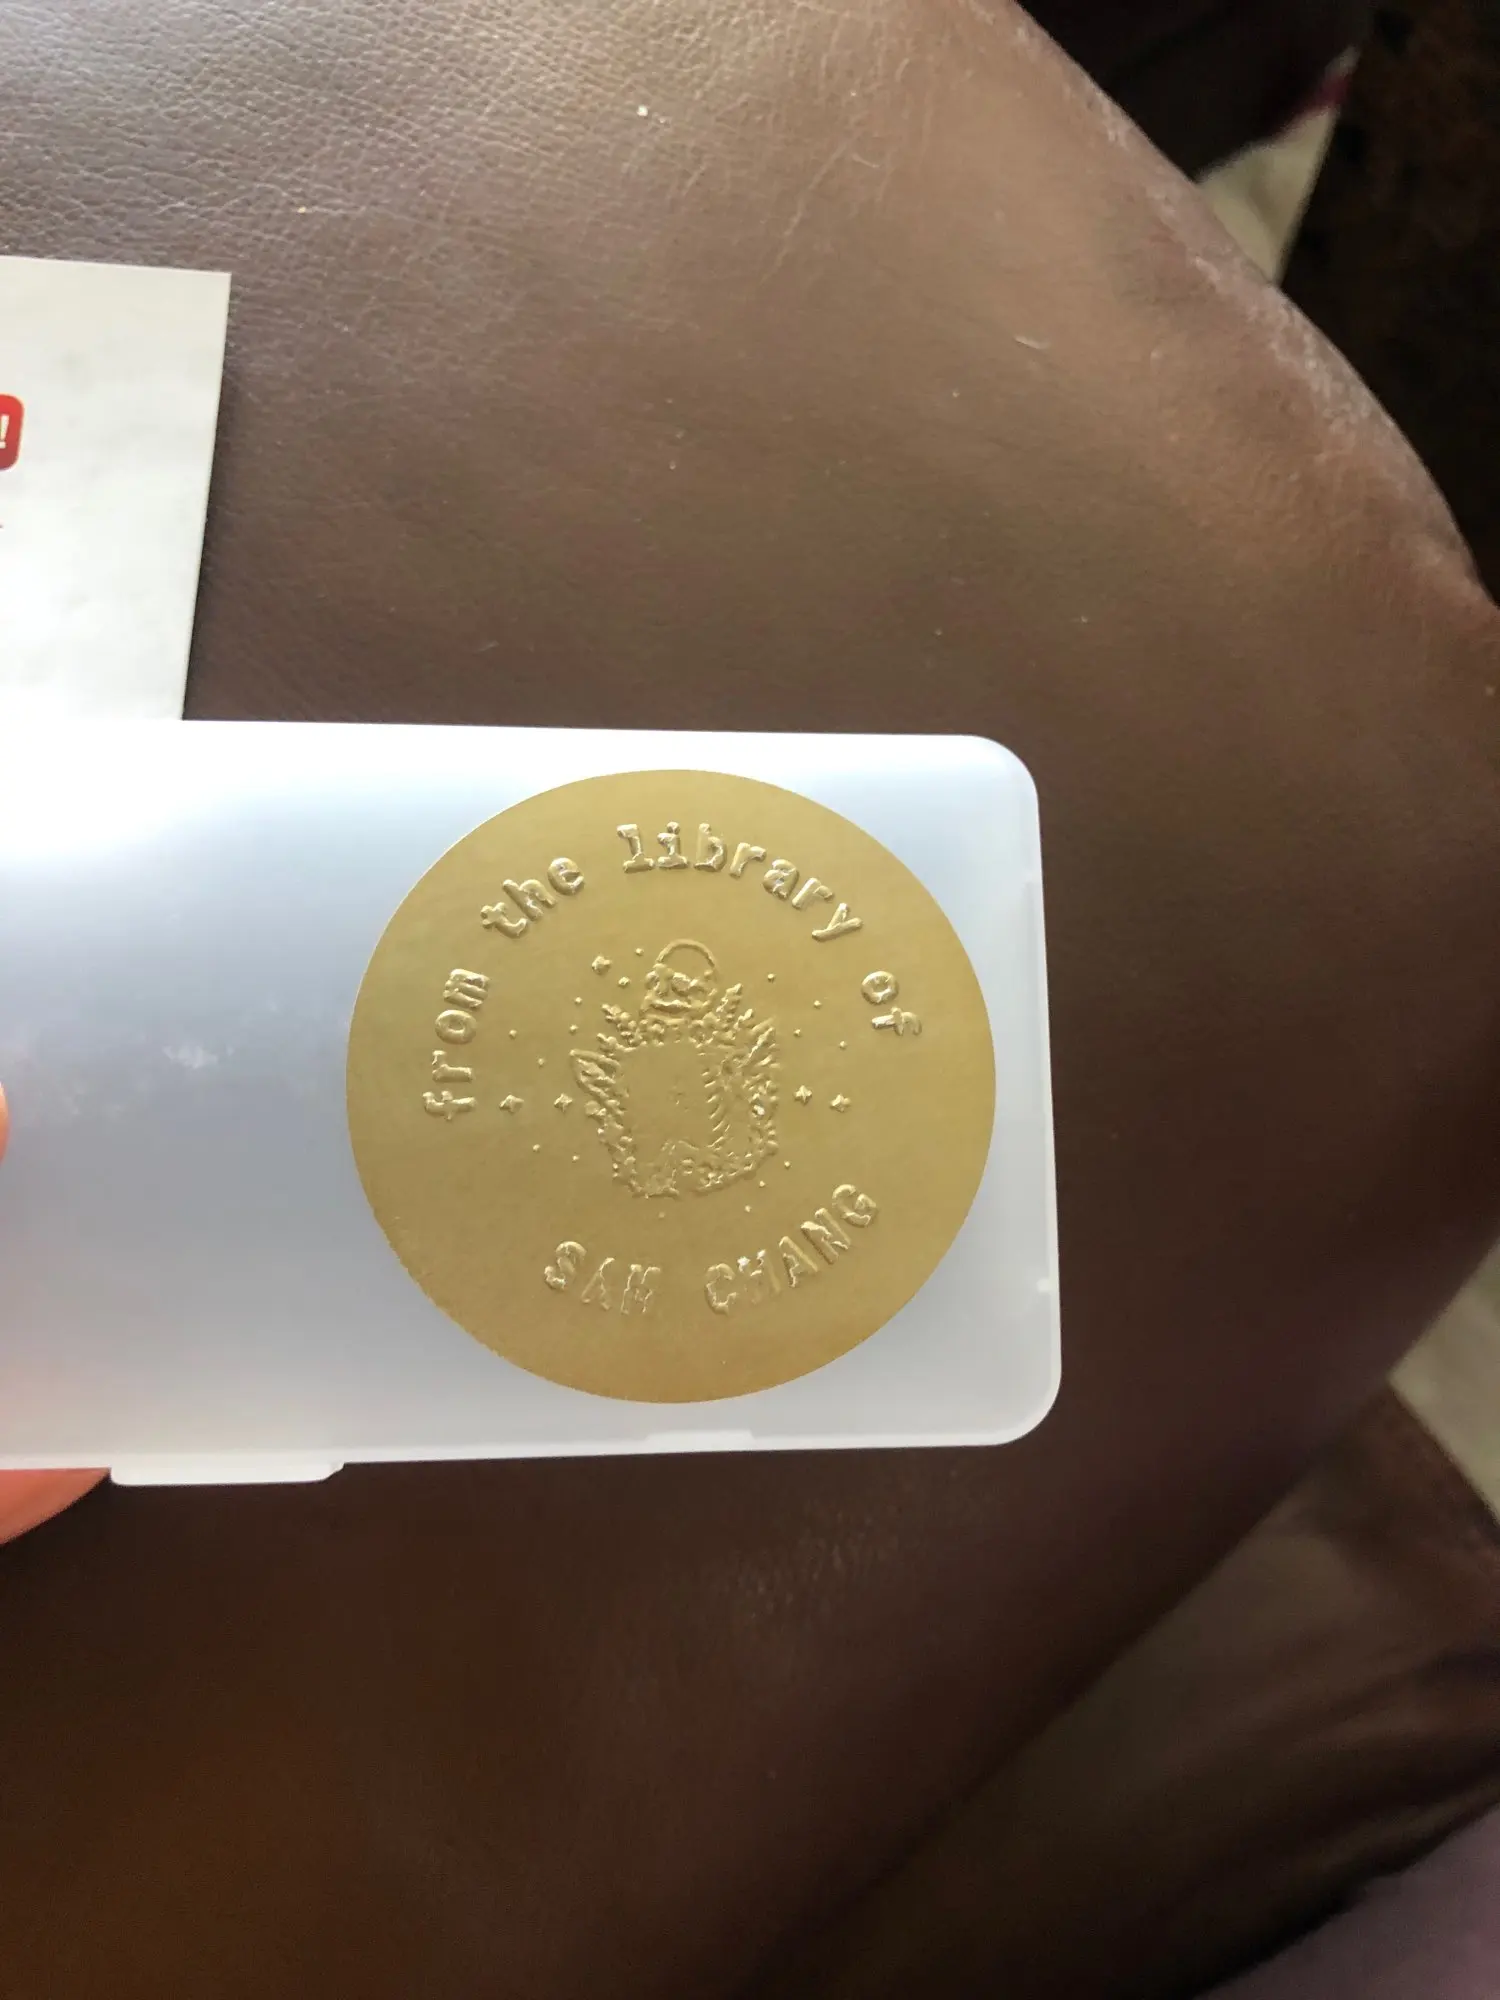 !
from the library of
SAM CHANG